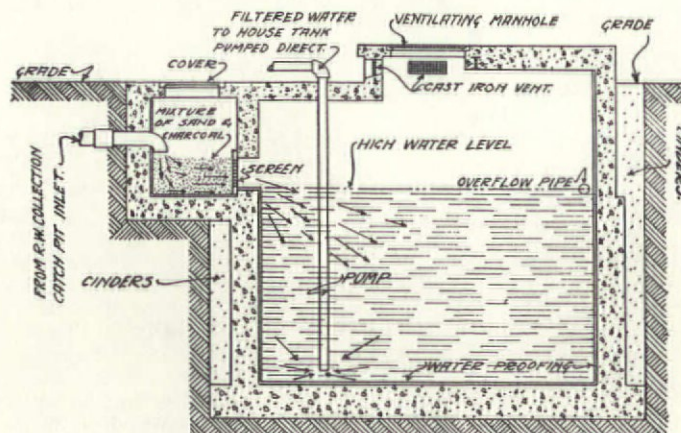 FILTERED WATER
TO HOUSE TANK
PUMPED DIRECT.
VENTILATING MANHOLE
GRADE
GRADE
COVER
CAST IRON VENT.
MIXTURE
OF SAND &
CHARCOAL
HIGH WATER LEVEL
SCREEN
OVERFLOW PIPE
FROM R.W. COLLECTION
CATCH PIT INLET.
CINDERS
PUMP
WATER PROOFING